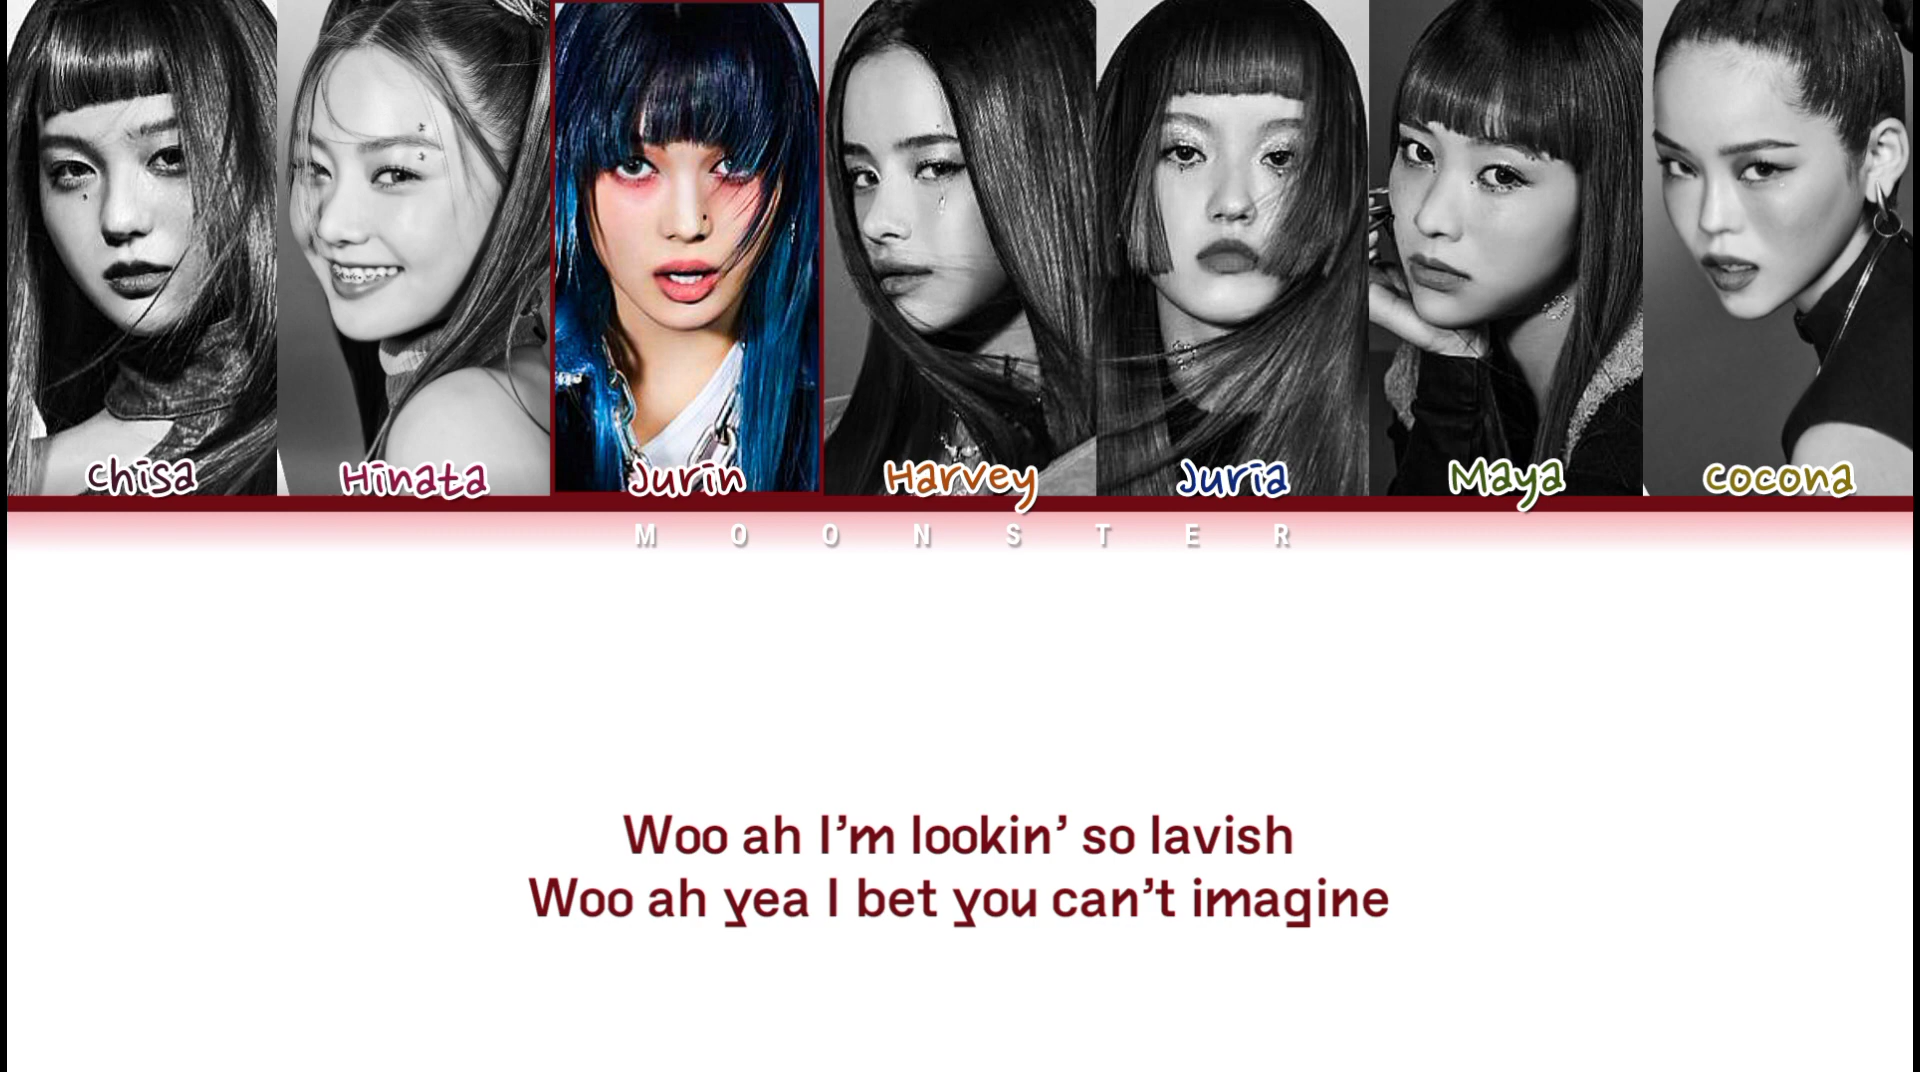 Chisa Hinata Jurin Harvey Juria Maya Cocona
MOONSTER
Woo ah I’m lookin’ so lavish
Woo ah yea I bet you can’t imagine